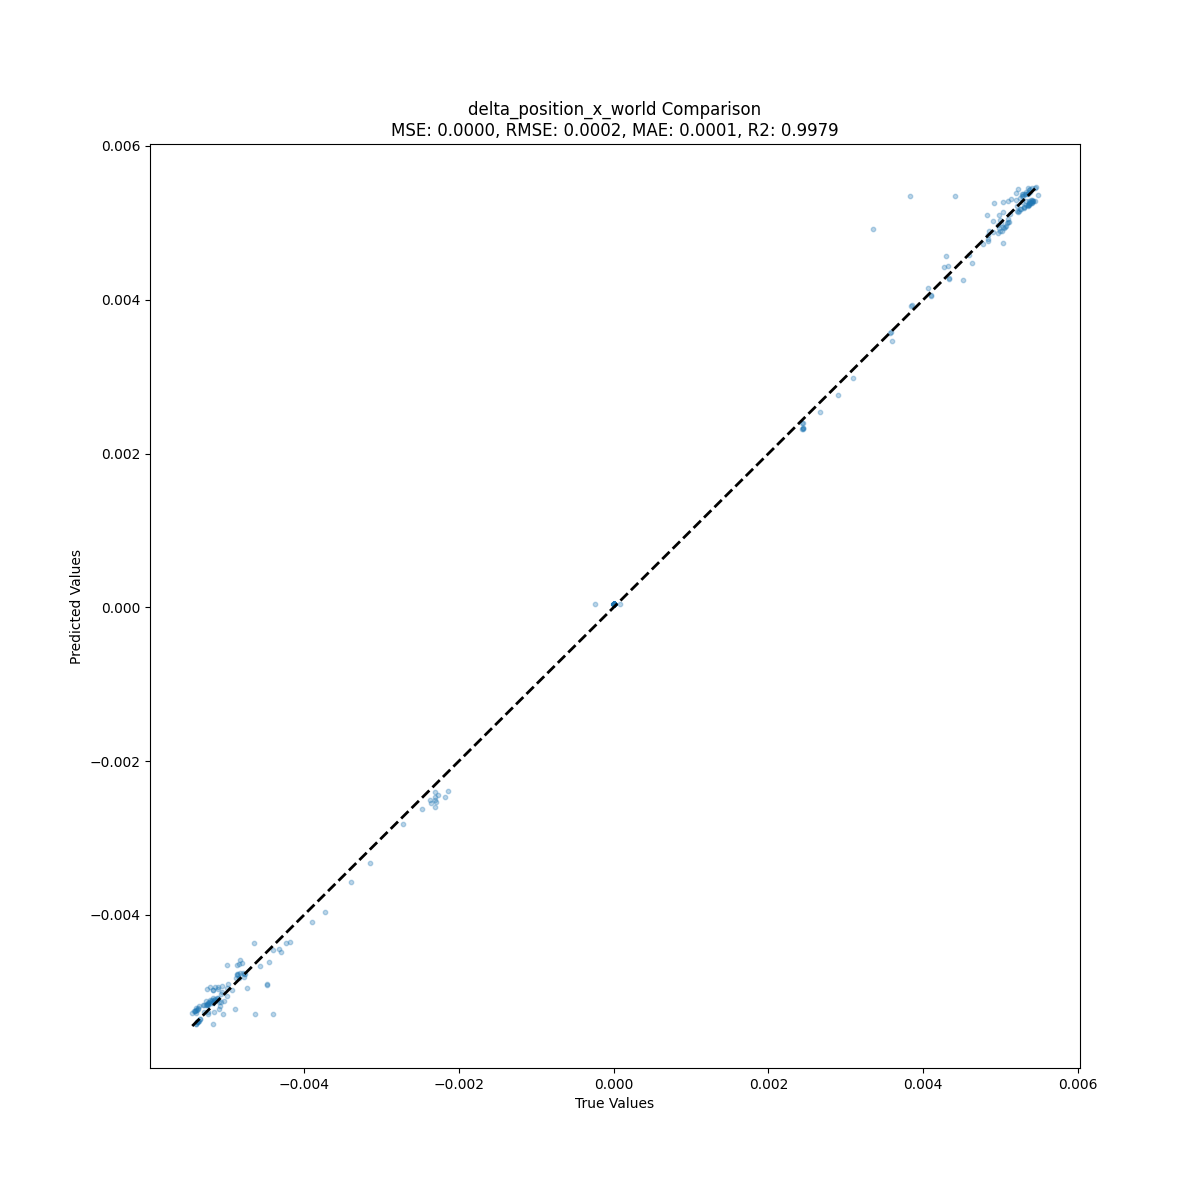 delta_position_x_world Comparison
MSE: 0.0000, RMSE: 0.0002, MAE: 0.0001, R2: 0.9979
0.006
0.004
0.002
0.000
−0.002
−0.004
Predicted Values
−0.004 −0.002 0.000 0.002 0.004 0.006
True Values